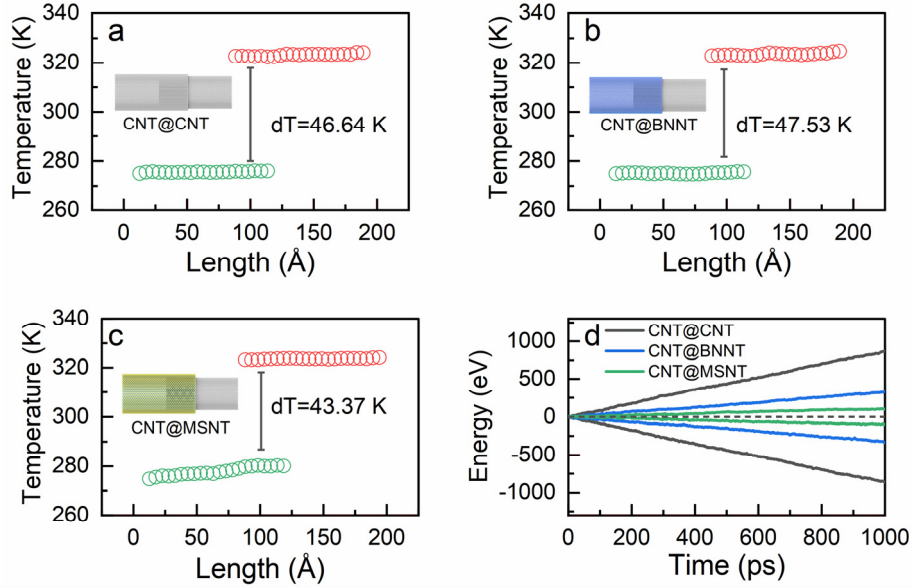 a
Temperature (K)
340
320
300
280
260
CNT@CNT
dT=46.64 K
0 50 100 150 200
Length (Å)
b
Temperature (K)
340
320
300
280
260
CNT@BNNT
dT=47.53 K
0 50 100 150 200
Length (Å)
c
Temperature (K)
340
320
300
280
260
CNT@MSNT
dT=43.37 K
0 50 100 150 200
Length (Å)
d
Energy (eV)
1000
500
0
-500
-1000
CNT@CNT
CNT@BNNT
CNT@MSNT
0 200 400 600 800 1000
Time (ps)